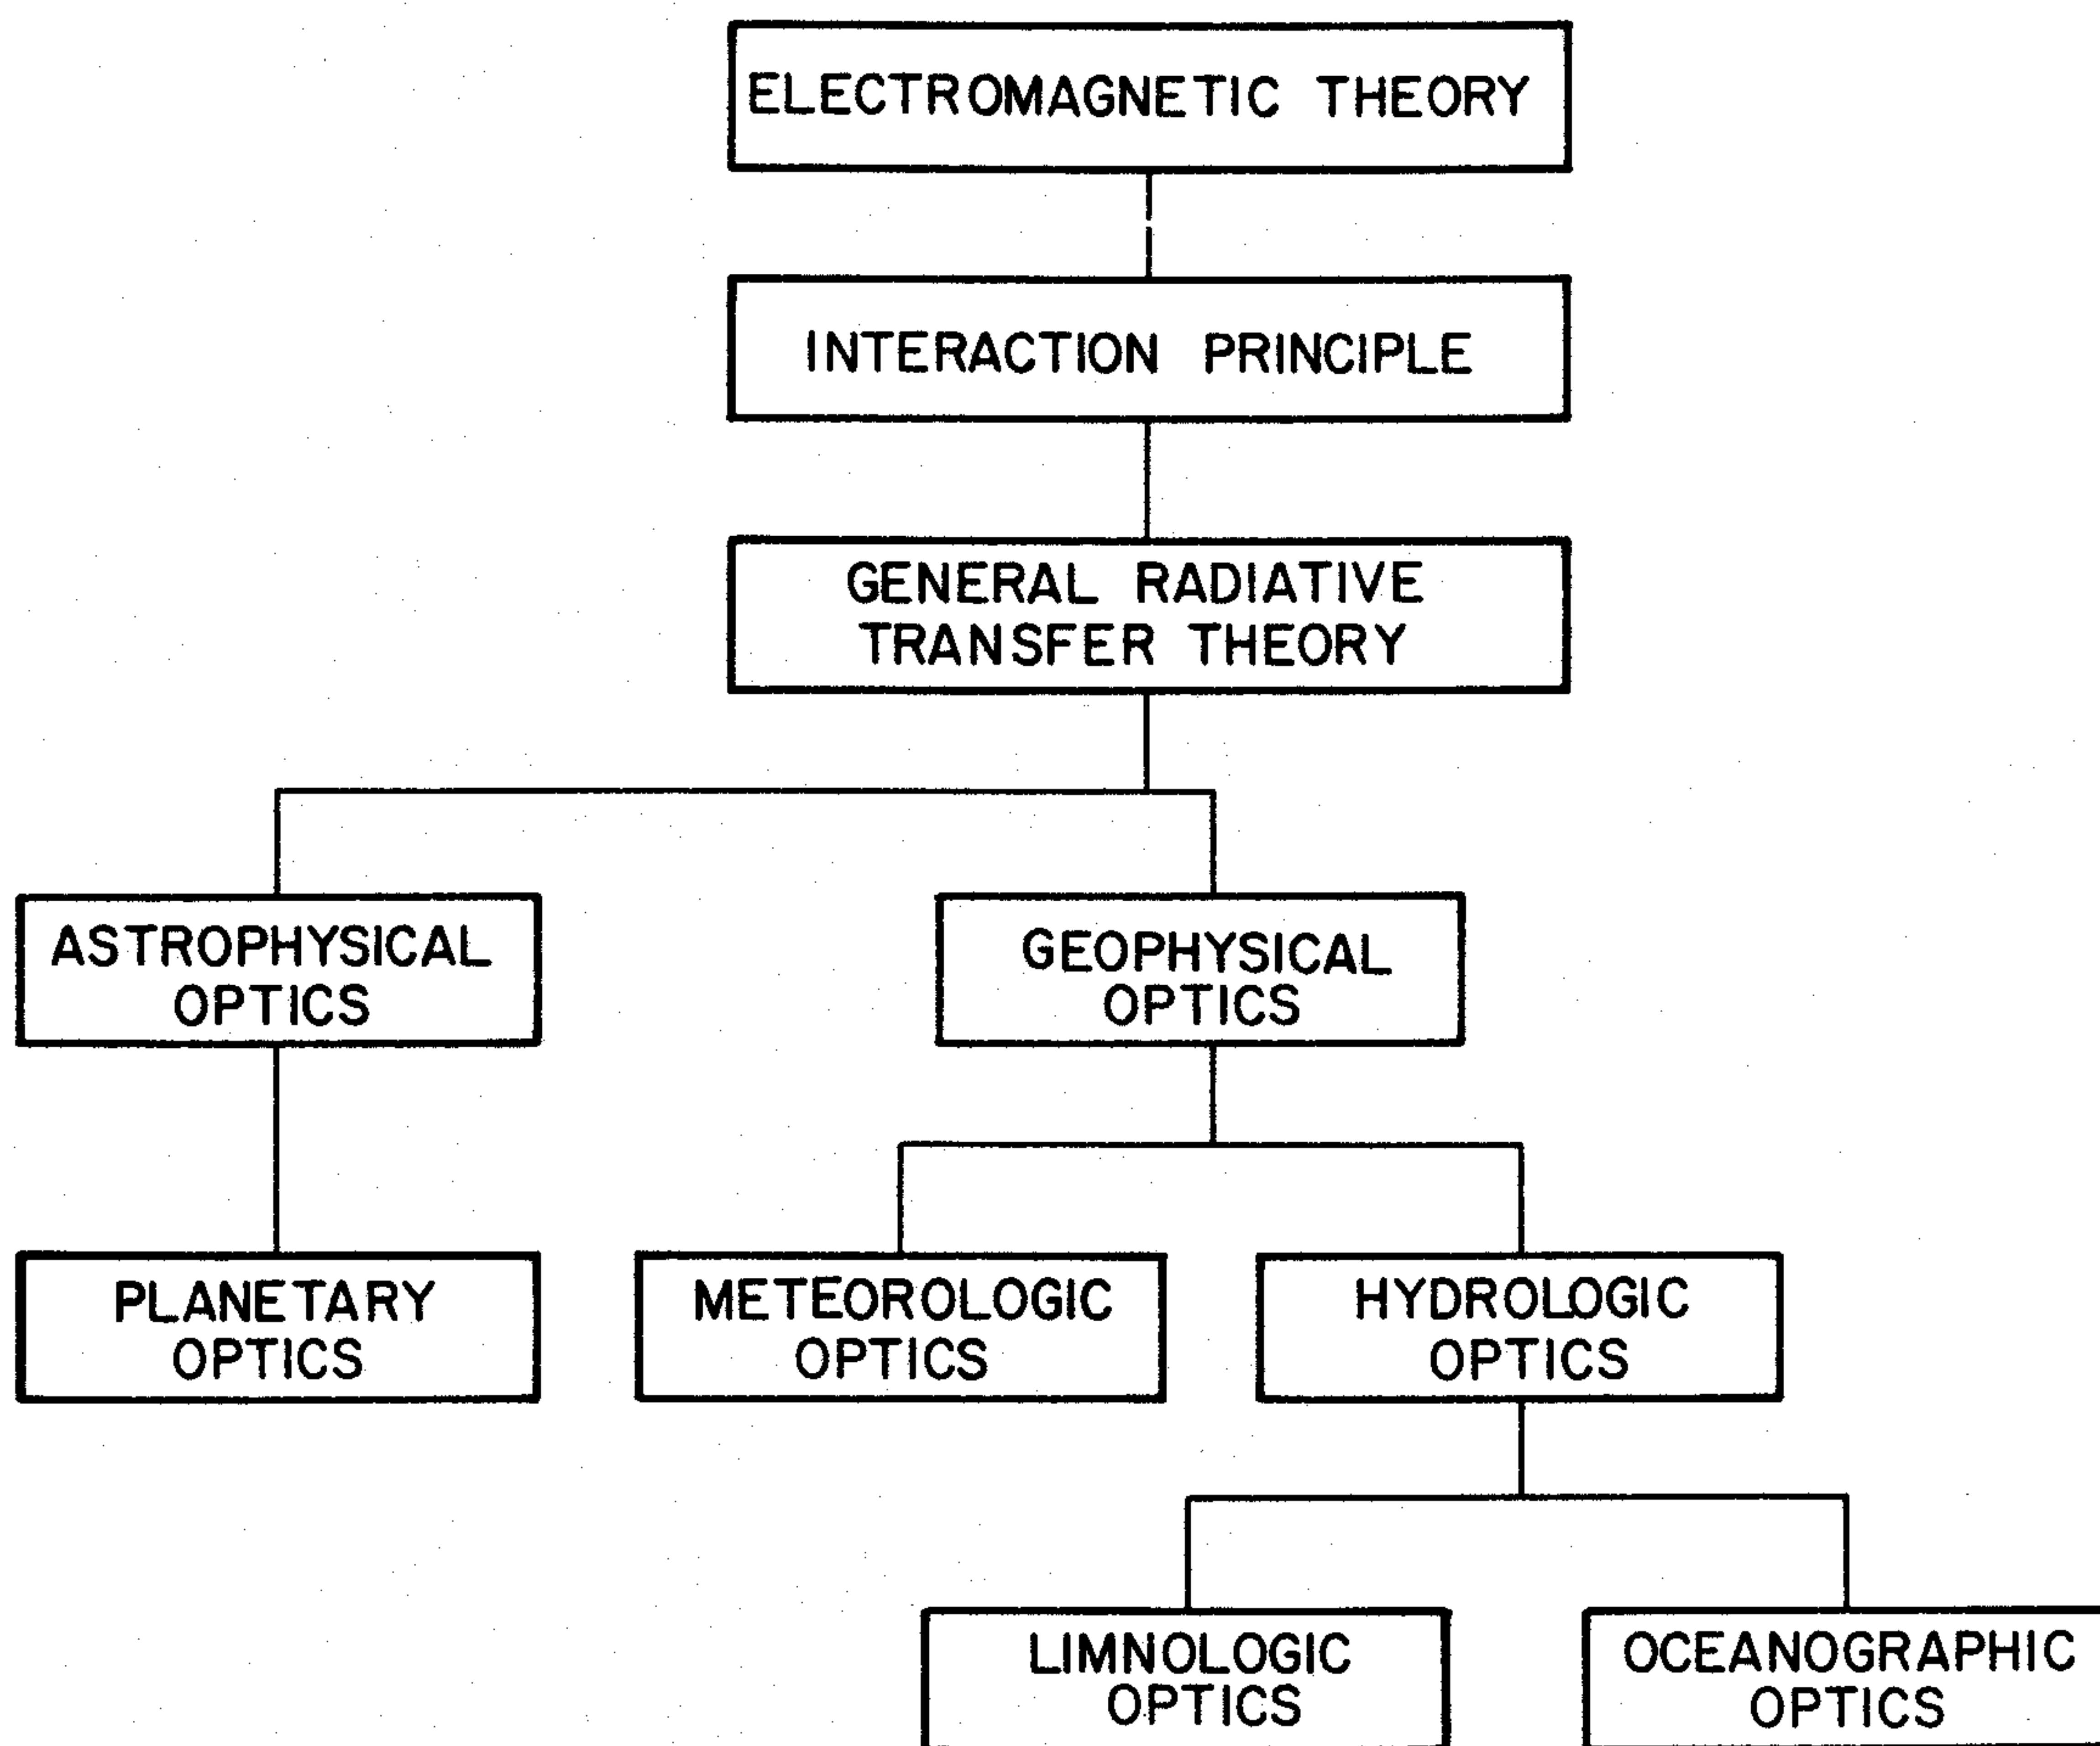 ELECTROMAGNETIC THEORY
INTERACTION PRINCIPLE
GENERAL RADIATIVE
TRANSFER THEORY
ASTROPHYSICAL
OPTICS
GEOPHYSICAL
OPTICS
PLANETARY
OPTICS
METEOROLOGIC
OPTICS
HYDROLOGIC
OPTICS
LIMNOLOGIC
OPTICS
OCEANOGRAPHIC
OPTICS